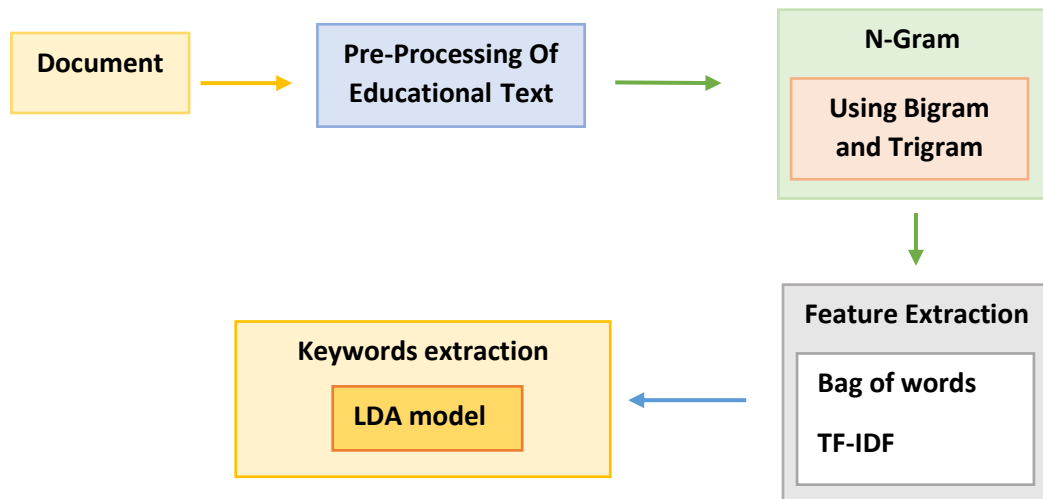 Document
Pre-Processing Of
Educational Text
N-Gram
Using Bigram
and Trigram
Feature Extraction
Bag of words
TF-IDF
Keywords extraction
LDA model